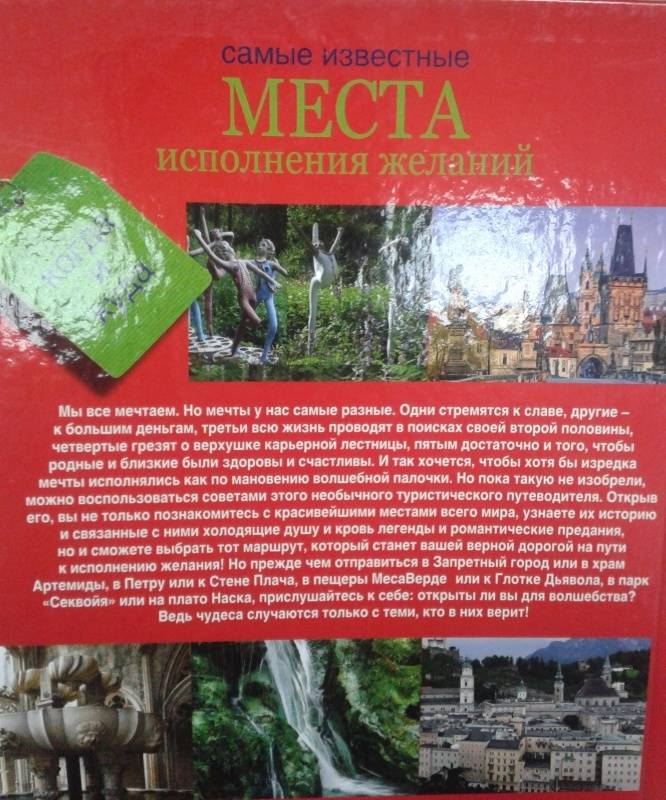 самые известные
МЕСТА
исполнения желаний
КОГДА
И
КУДА
Мы все мечтаем. Но мечты у нас самые разные. Одни стремятся к славе, другие –
к большим деньгам, третьи всю жизнь проводят в поисках своей второй половины,
четвертые грезят о верхушке карьерной лестницы, пятым достаточно и того, чтобы
родные и близкие были здоровы и счастливы. И так хочется, чтобы хотя бы изредка
мечты исполнялись как по мановению волшебной палочки. Но пока такую не изобрели,
можно воспользоваться советами этого необычного туристического путеводителя. Открыв
его, вы не только познакомитесь с красивейшими местами всего мира, узнаете их историю
и связанные с ними холодящие душу и кровь легенды и романтические предания,
но и сможете выбрать тот маршрут, который станет вашей верной дорогой на пути
к исполнению желания! Но прежде чем отправиться в Запретный город или в храм
Артемиды, в Петру или к Стене Плача, в пещеры МесаВерде или к Глотке Дьявола, в парк
«Секвойя» или на плато Наска, прислушайтесь к себе: открыты ли вы для волшебства?
Ведь чудеса случаются только с теми, кто в них верит!